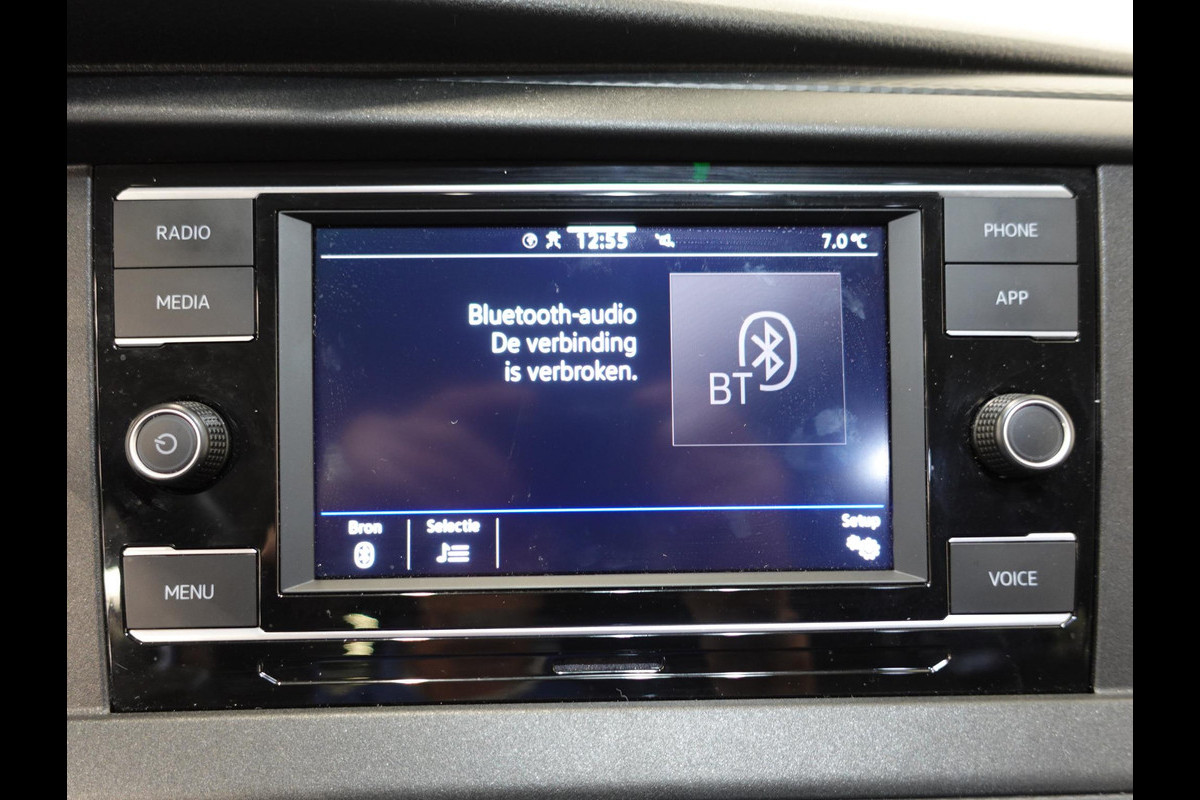 RADIO
MEDIA
MENU
12:55
7.0 °C
Bluetooth-audio
De verbinding
is verbroken.
BT
Bron
Selectie
Setup
PHONE
APP
VOICE